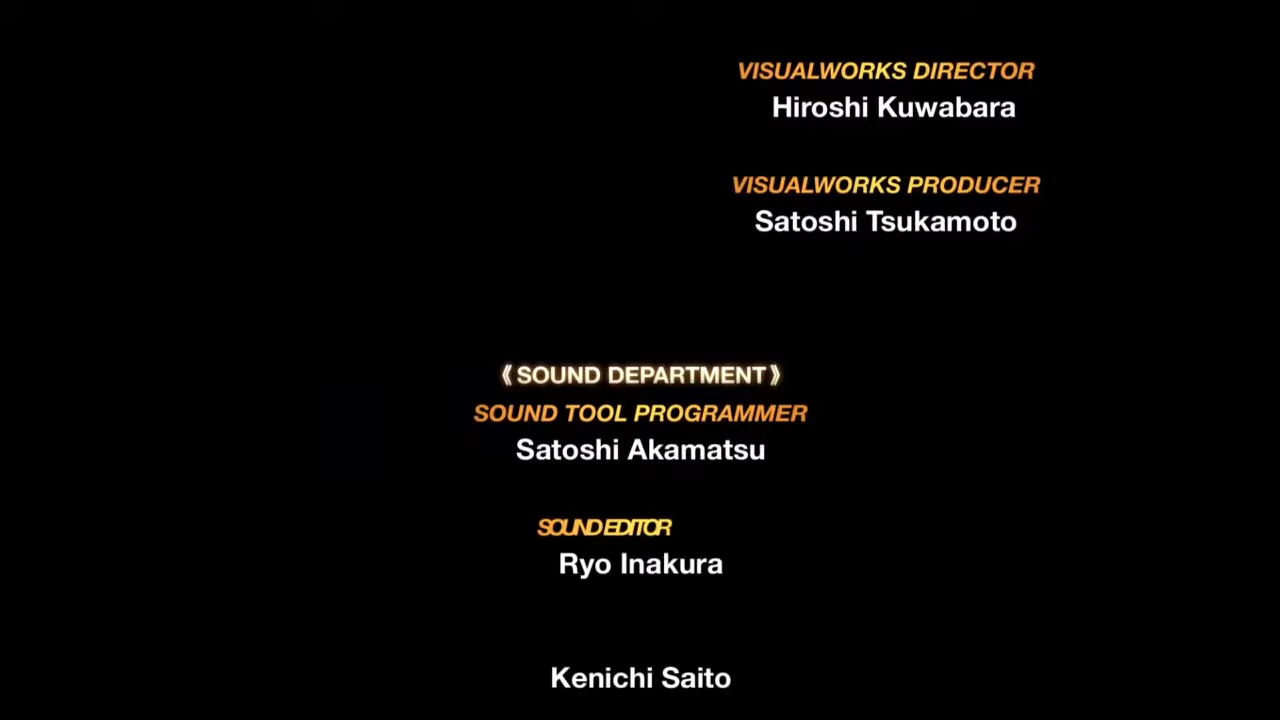 VISUALWORKS DIRECTOR
Hiroshi Kuwabara
VISUALWORKS PRODUCER
Satoshi Tsukamoto
《SOUND DEPARTMENT》
SOUND TOOL PROGRAMMER
Satoshi Akamatsu
SOUND EDITOR
Ryo Inakura
Kenichi Saito